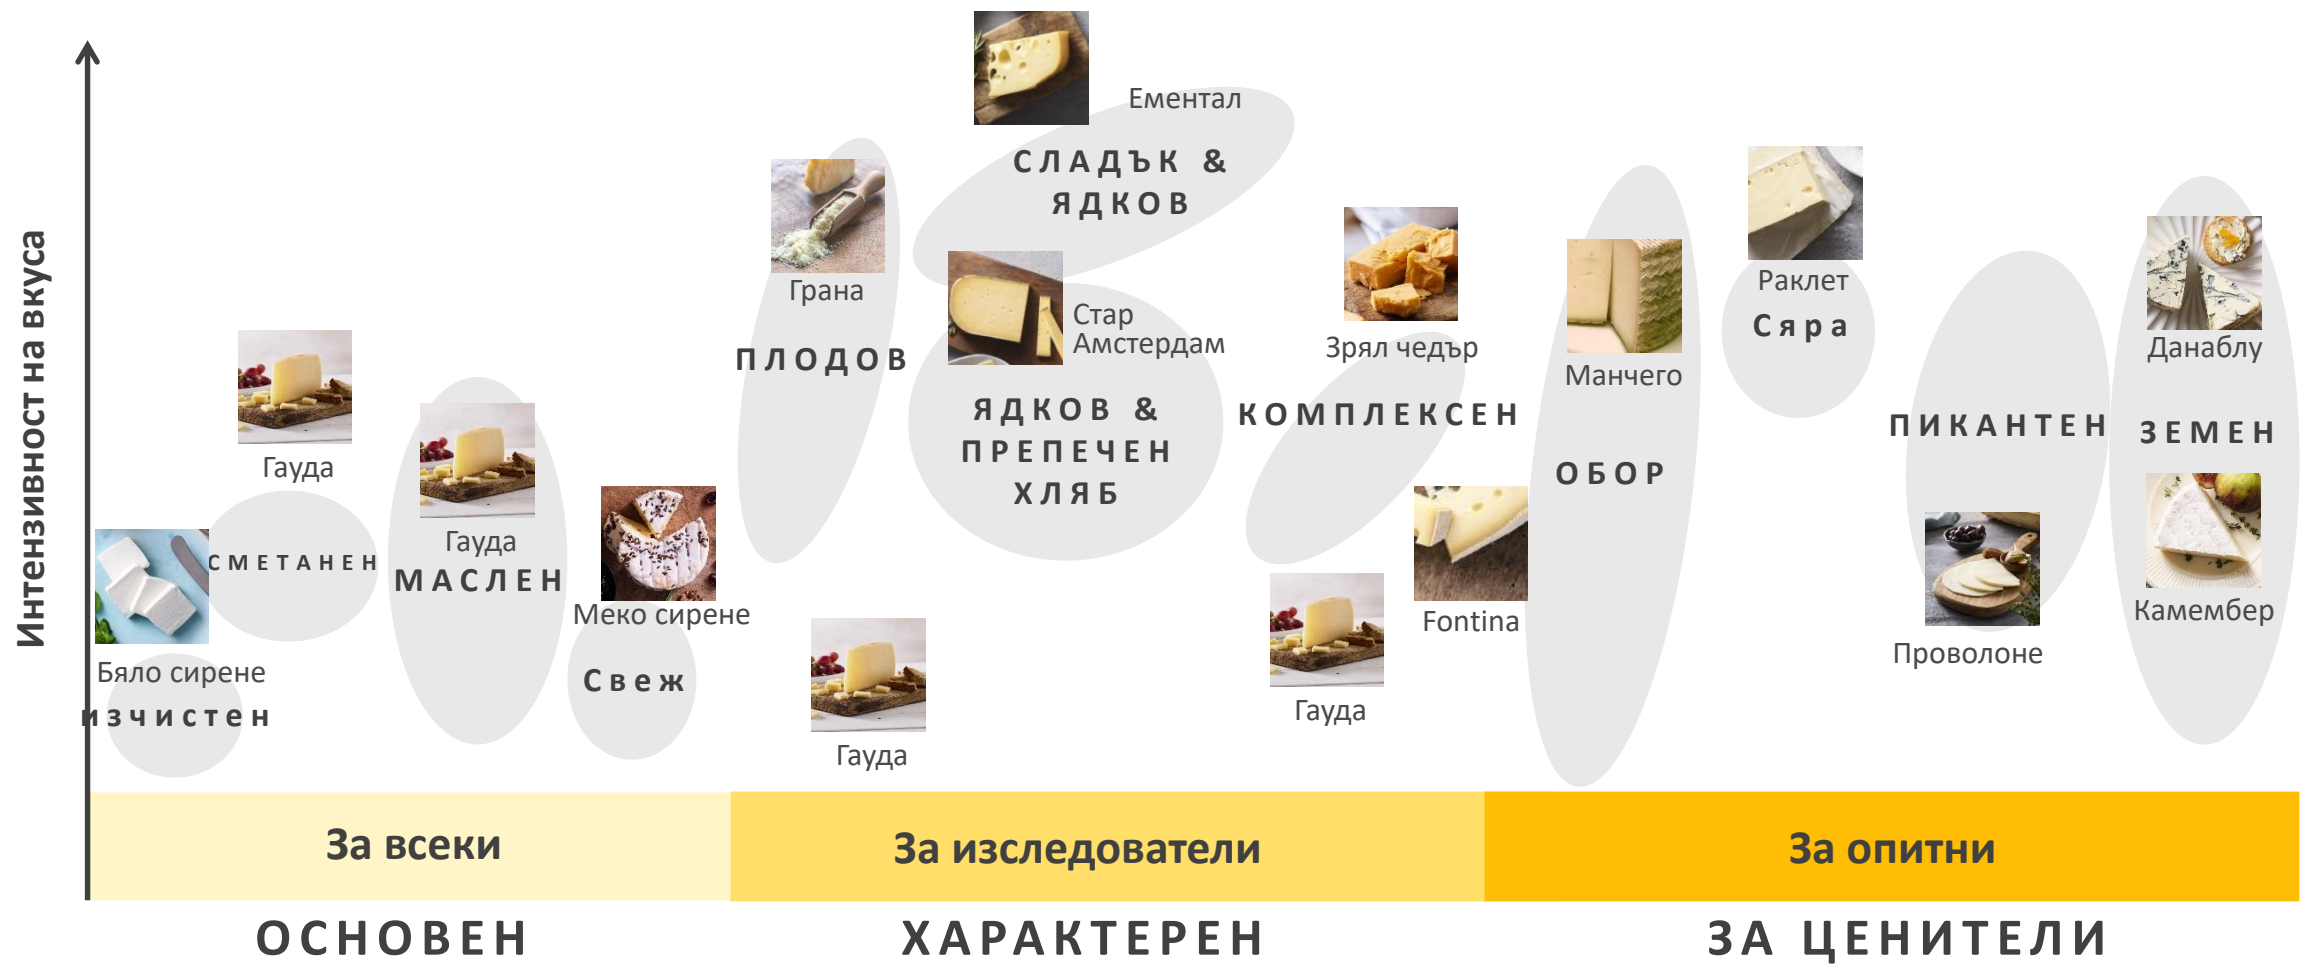 Интензивност на вкуса
Ементал
СЛАДЪК &
ЯДКОВ
Грана
ПЛОДОВ
Стар
Амстердам
ЯДКОВ &
ПРЕПЕЧЕН
ХЛЯБ
Зрял чедър
КОМПЛЕКСЕН
Манчего
ОБОР
Раклет
Сяра
Данаблу
ПИКАНТЕН
ЗЕМЕН
Гауда
СМЕТАНЕН
Гауда
МАСЛЕН
Меко сирене
Свеж
Бяло сирене
изчистен
Гауда
Гауда
Fontina
Проволоне
Камембер
За всеки
За изследователи
За опитни
ОСНОВЕН
ХАРАКТЕРЕН
ЗА ЦЕНИТЕЛИ